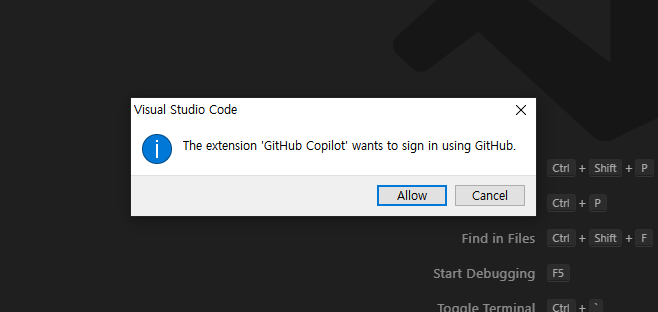 Visual Studio Code
The extension 'GitHub Copilot' wants to sign in using GitHub.
Allow Cancel
Ctrl + Shift + P
Ctrl + P
Find in Files Ctrl + Shift + F
Start Debugging F5
Toggle Terminal Ctrl + `